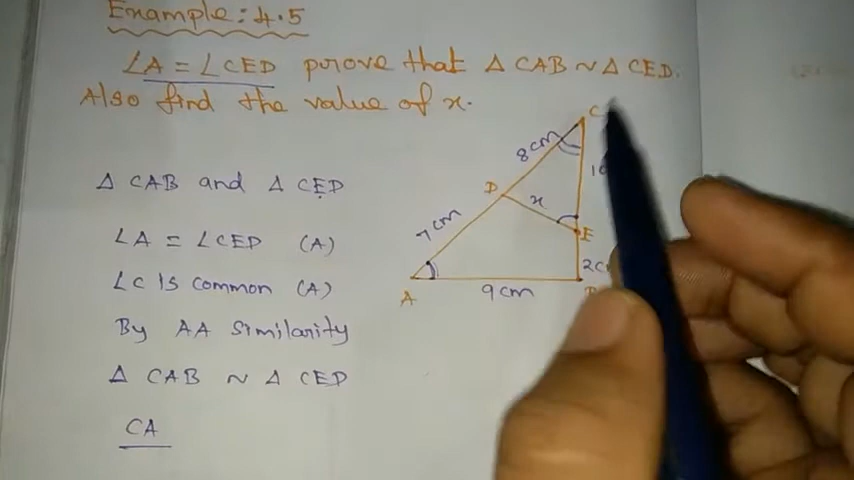 Example: 4.5
∠A = ∠CED prove that Δ CAB ~ Δ CED.
Also find the value of x.
C
8cm
Δ CAB and Δ CED
D
x
7cm
∠A = ∠CED (A)
E
∠C is common (A)
A
9cm
By AA Similarity
Δ CAB ~ Δ CED
CA